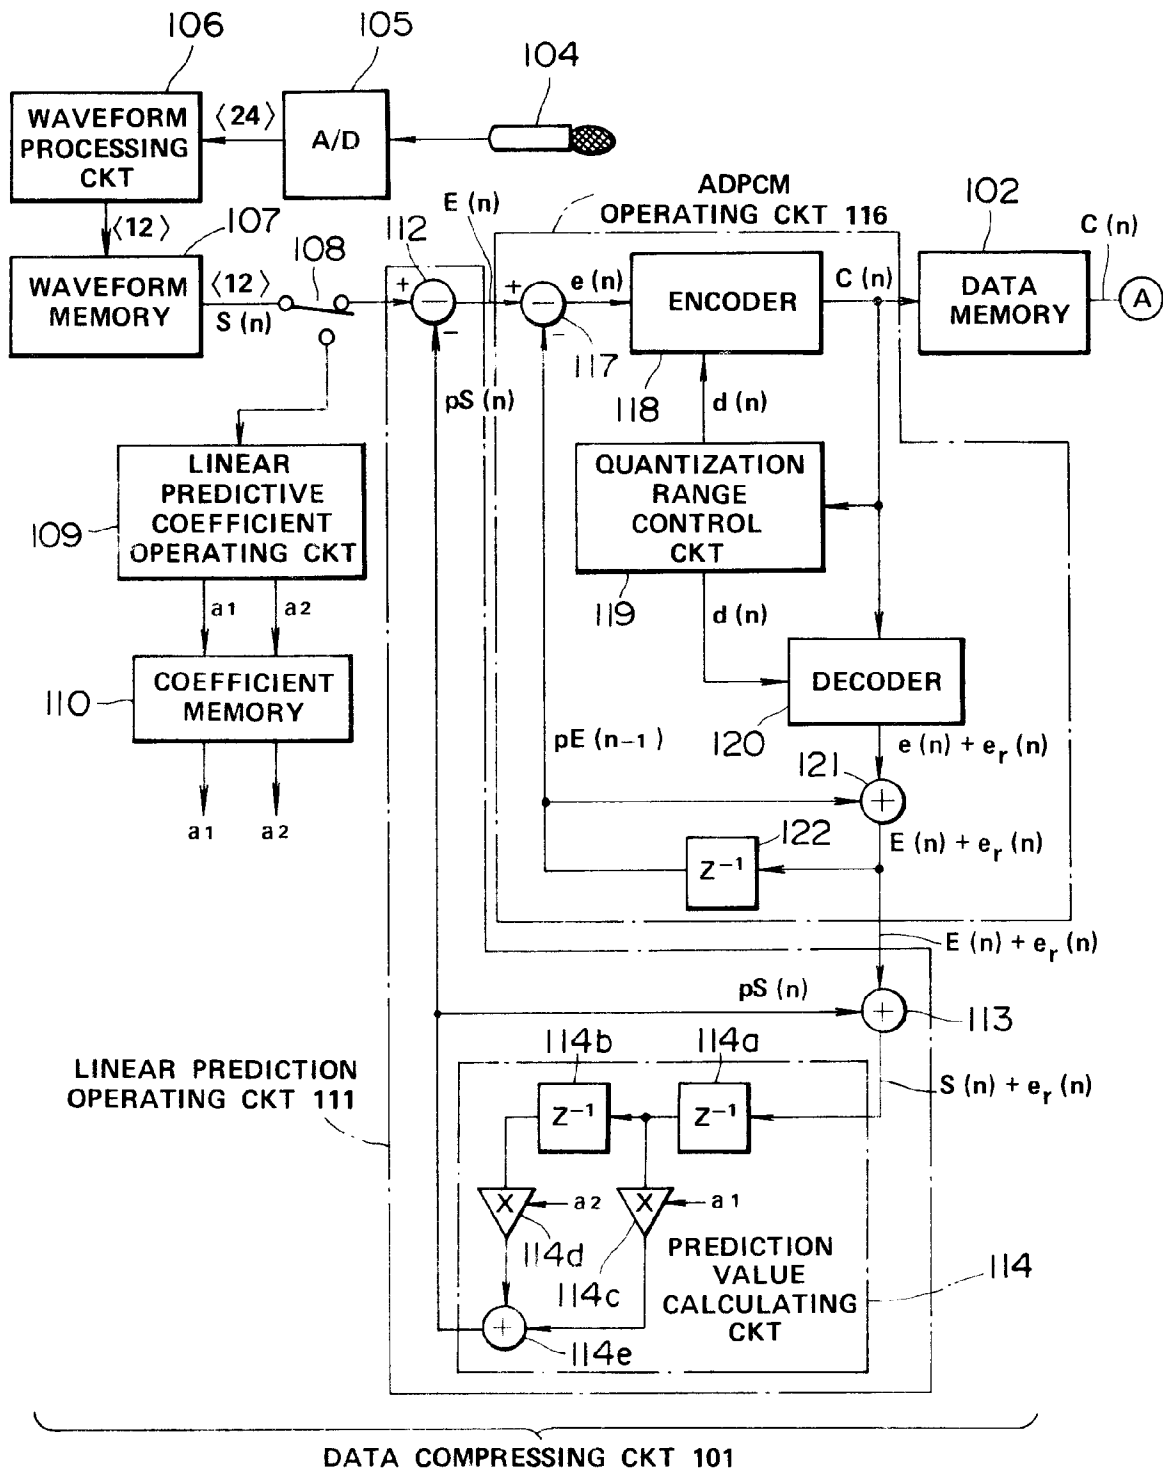 106
105
104
WAVEFORM
PROCESSING
CKT
⟨24⟩
A/D
⟨12⟩
107
WAVEFORM
MEMORY
⟨12⟩
S (n)
108
112
E (n)
+
−
−
ADPCM
OPERATING CKT 116
+
−
−
117
e (n)
ENCODER
118
C (n)
102
DATA
MEMORY
C (n)
A
pS (n)
d (n)
LINEAR
PREDICTIVE
COEFFICIENT
OPERATING CKT
109
QUANTIZATION
RANGE
CONTROL
CKT
119
d (n)
a1
a2
COEFFICIENT
MEMORY
110
DECODER
120
pE (n-1)
e (n) + er (n)
121
+
a1
a2
122
Z-1
E (n) + er (n)
E (n) + er (n)
pS (n)
+
113
114b
114a
LINEAR PREDICTION
OPERATING CKT 111
S (n) + er (n)
Z-1
Z-1
X
a2
X
a1
114d
114c
PREDICTION
VALUE
CALCULATING
CKT
114
+
114e
DATA COMPRESSING CKT 101